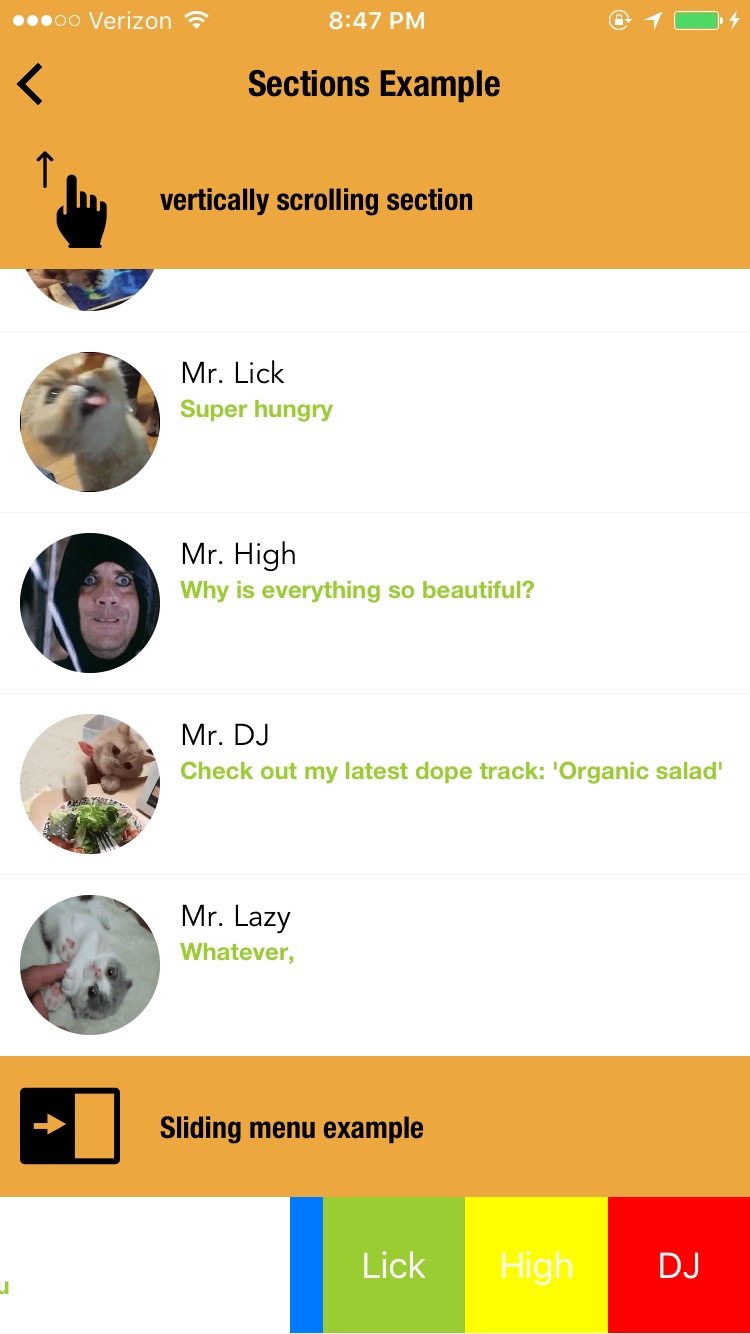 Verizon 8:47 PM
Sections Example
vertically scrolling section
Mr. Lick
Super hungry
Mr. High
Why is everything so beautiful?
Mr. DJ
Check out my latest dope track: 'Organic salad'
Mr. Lazy
Whatever,
Sliding menu example
Lick High DJ
u